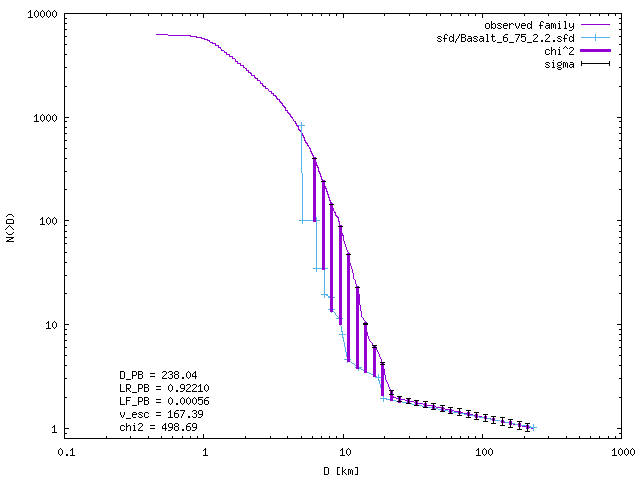 10000
observed family
sfd/Basalt_6_75_2.2.sfd
chi^2
sigma
1000
100
N(>D)
10
D_PB = 238.04
LR_PB = 0.92210
LF_PB = 0.00056
v_esc = 167.39
chi2 = 498.69
1
0.1 1 10 100 1000
D [km]